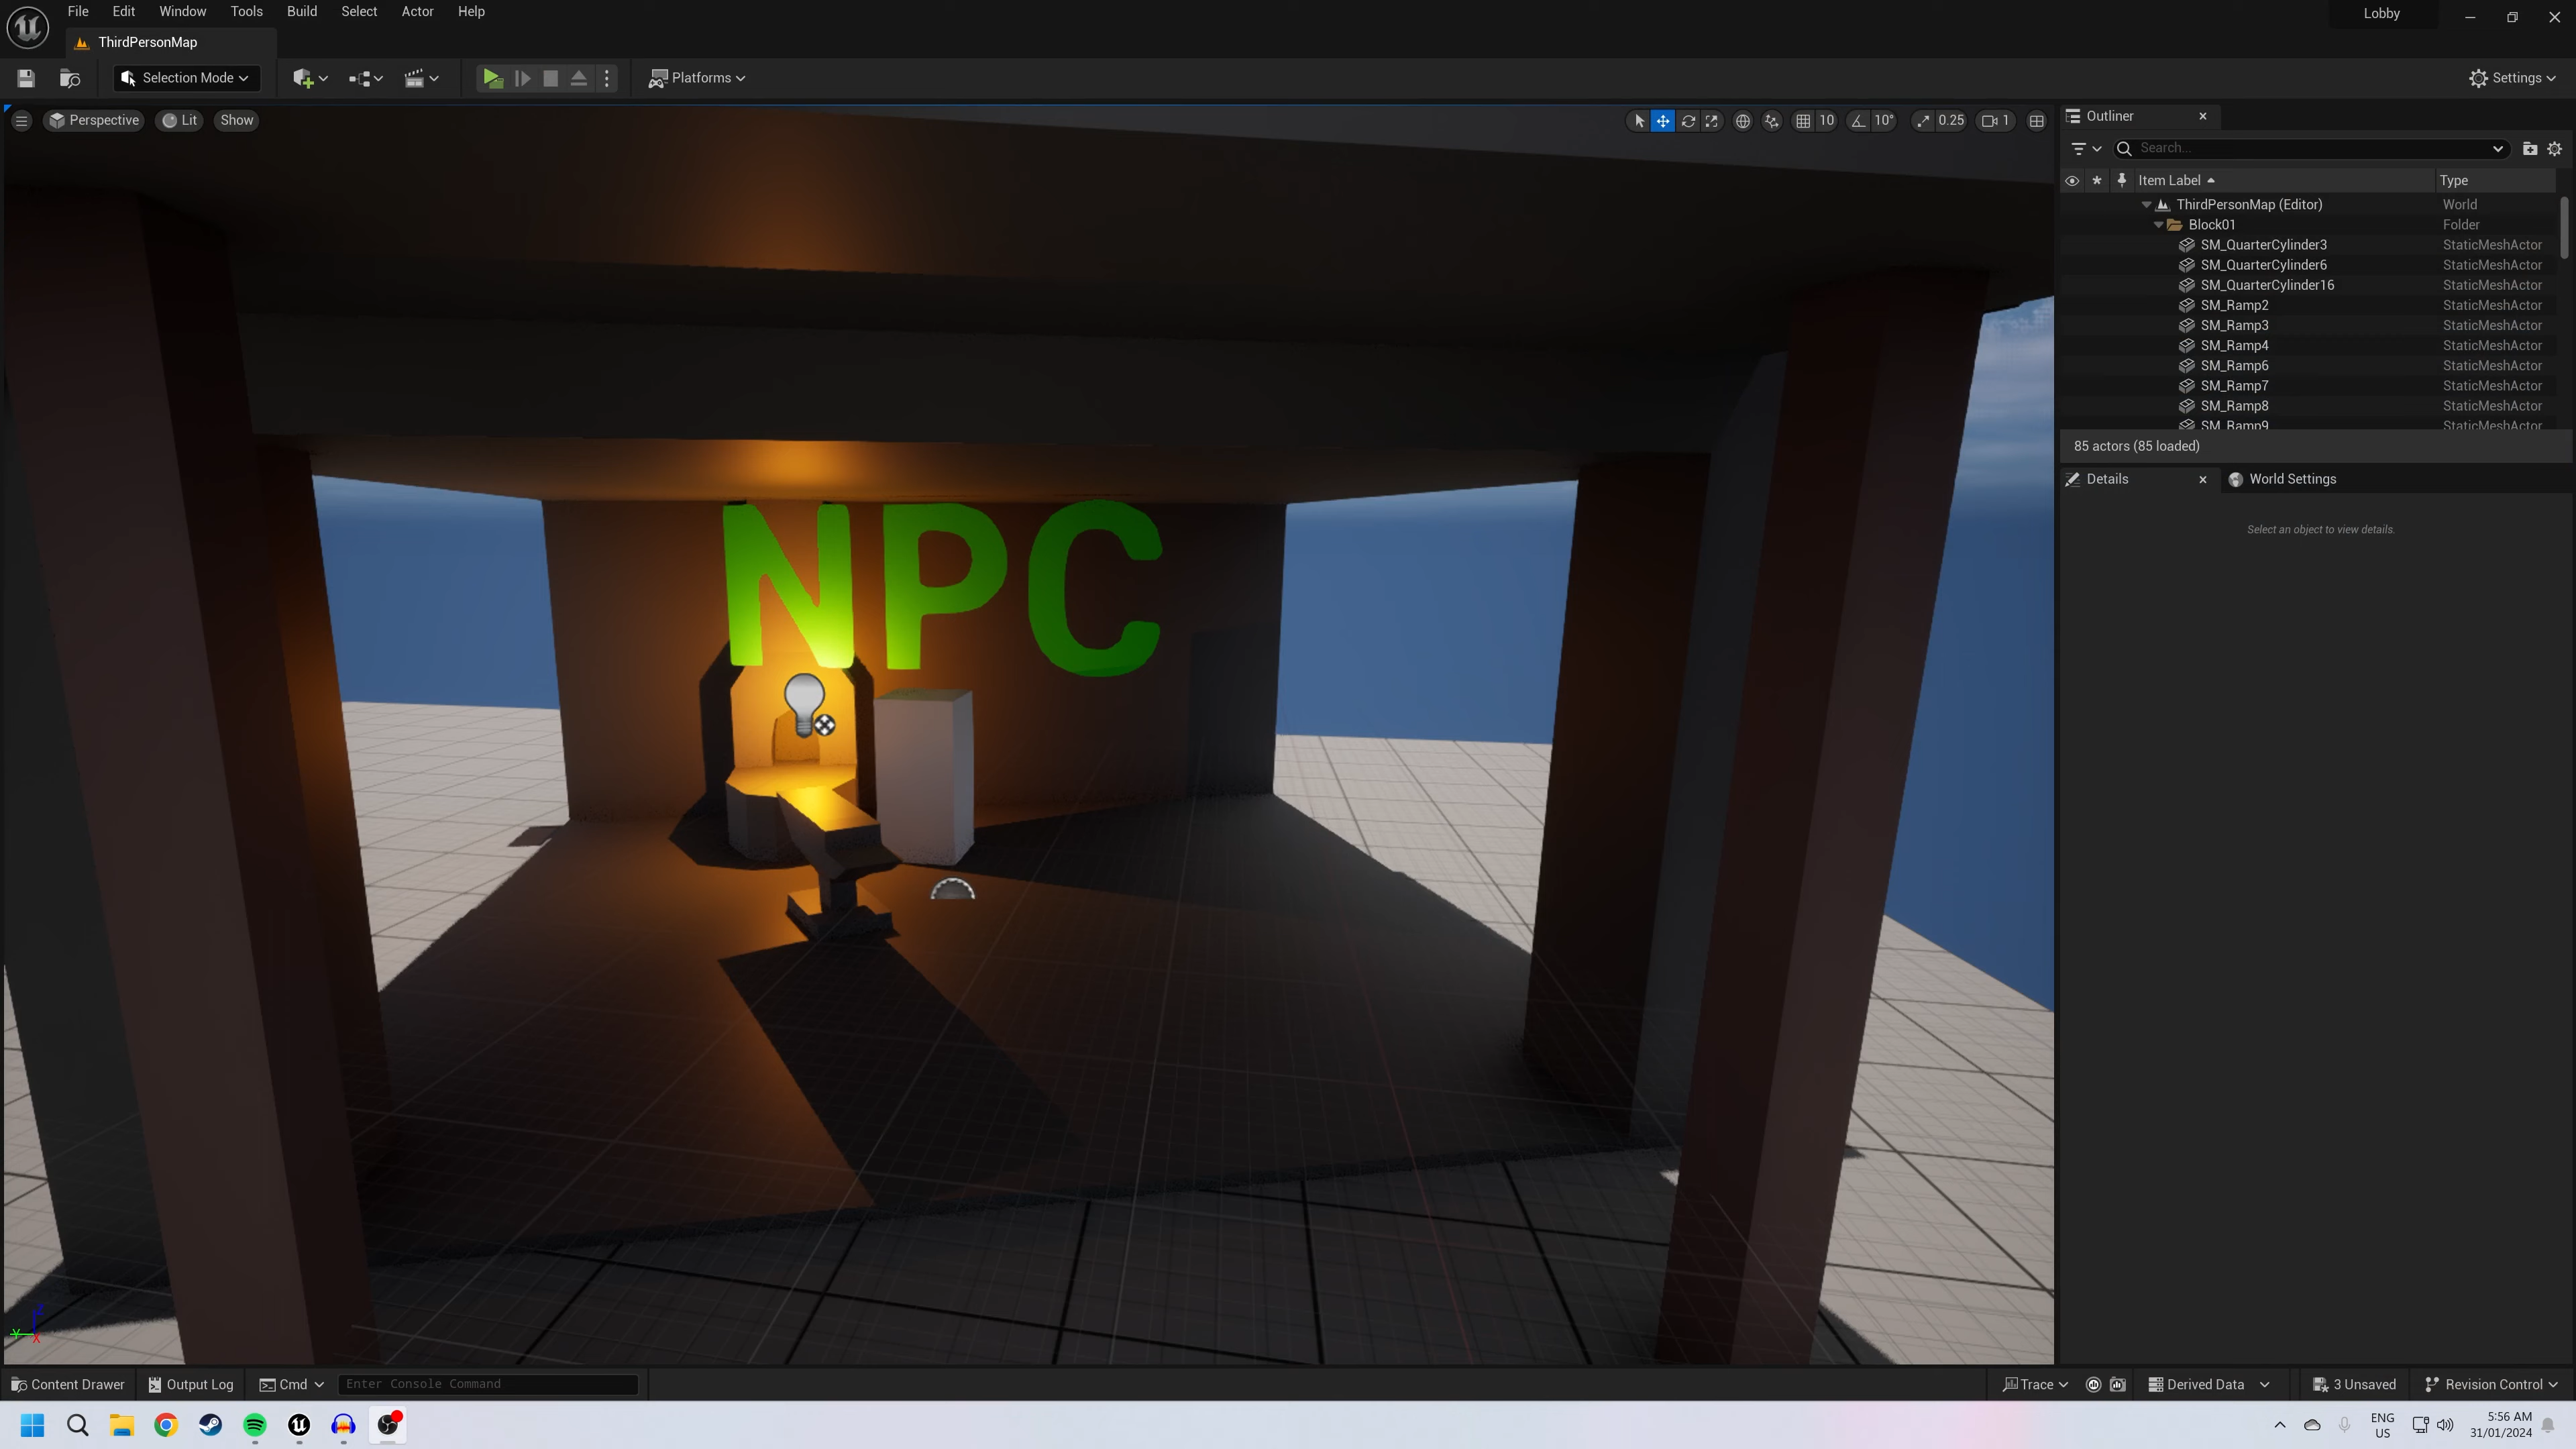 File Edit Window Tools Build Select Actor Help
Lobby
ThirdPersonMap
Selection Mode
Platforms
Settings
Perspective
Lit
Show
10
10°
0.25
1
NPC
Outliner
Search...
Item Label
Type
ThirdPersonMap (Editor) World
Block01 Folder
SM_QuarterCylinder3 StaticMeshActor
SM_QuarterCylinder6 StaticMeshActor
SM_QuarterCylinder16 StaticMeshActor
SM_Ramp2 StaticMeshActor
SM_Ramp3 StaticMeshActor
SM_Ramp4 StaticMeshActor
SM_Ramp6 StaticMeshActor
SM_Ramp7 StaticMeshActor
SM_Ramp8 StaticMeshActor
SM_Ramp9 StaticMeshActor
85 actors (85 loaded)
Details
World Settings
Select an object to view details.
Z
Y
X
Content Drawer
Output Log
Cmd
Enter Console Command
Trace
Derived Data
3 Unsaved
Revision Control
ENG
US
5:56 AM
31/01/2024